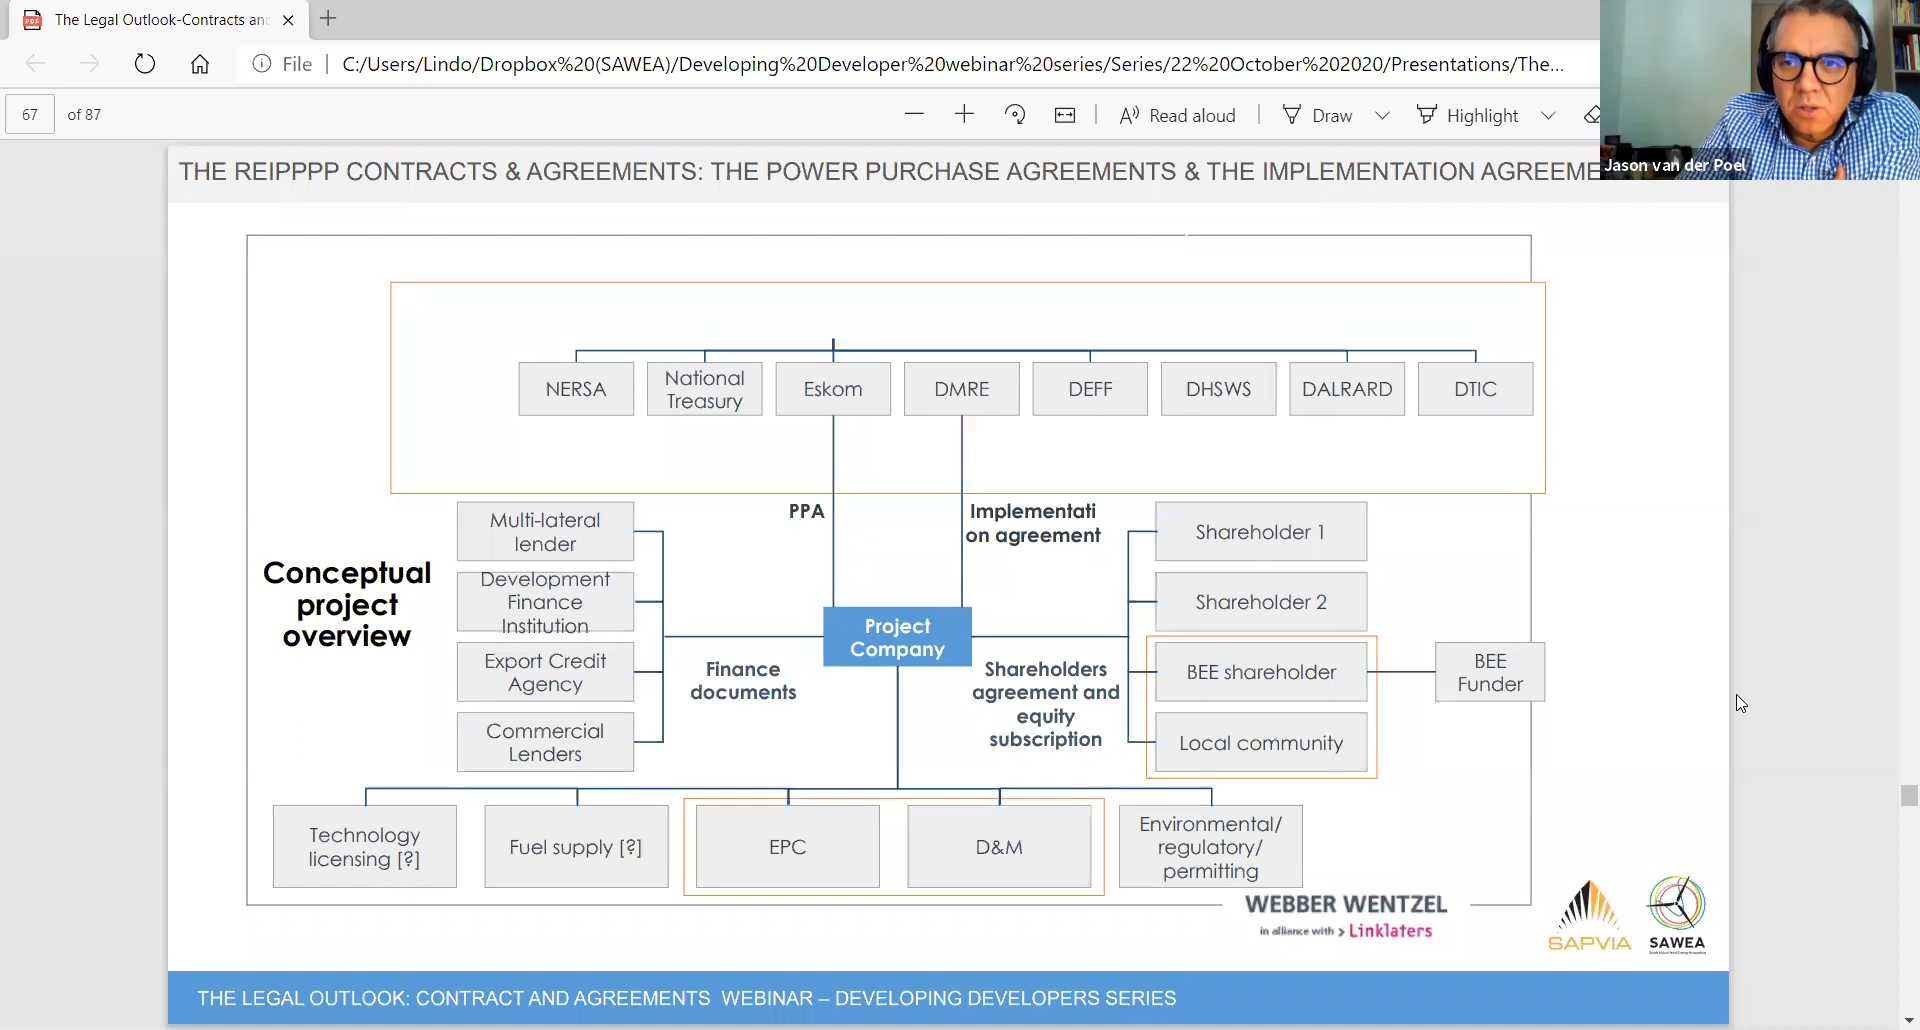 The Legal Outlook-Contracts an
File
C:/Users/Lindo/Dropbox%20(SAWEA)/Developing%20Developer%20webinar%20series/Series/22%20October%202020/Presentations/The...
67 of 87
Read aloud
Draw
Highlight
Jason van der Poel
THE REIPPPP CONTRACTS & AGREEMENTS: THE POWER PURCHASE AGREEMENTS & THE IMPLEMENTATION AGREEME
NERSA
National
Treasury
Eskom
DMRE
DEFF
DHSWS
DALRARD
DTIC
PPA
Implementati
on agreement
Conceptual
project
overview
Multi-lateral
lender
Development
Finance
Institution
Export Credit
Agency
Commercial
Lenders
Finance
documents
Project
Company
Shareholders
agreement and
equity
subscription
Shareholder 1
Shareholder 2
BEE shareholder
Local community
BEE
Funder
Technology
licensing [?]
Fuel supply [?]
EPC
D&M
Environmental/
regulatory/
permitting
WEBBER WENTZEL
in alliance with > Linklaters
SAPVIA
SAWEA
THE LEGAL OUTLOOK: CONTRACT AND AGREEMENTS WEBINAR – DEVELOPING DEVELOPERS SERIES